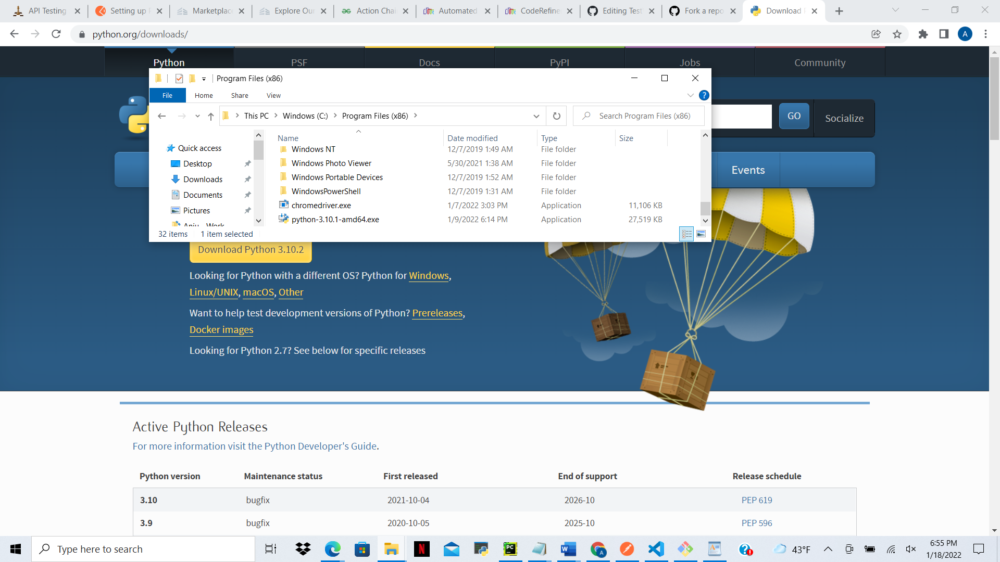 API Testing
Setting up P
Marketplace
Explore Our
Action Chai
Automated
CodeRefine
Editing Test
Fork a repo
Download P
python.org/downloads/
A
Python
PSF
Docs
PyPI
Jobs
Community
Program Files (x86)
File
Home
Share
View
?
This PC
Windows (C:)
Program Files (x86)
Search Program Files (x86)
GO
Socialize
Name
Date modified
Type
Size
Quick access
Desktop
Downloads
Documents
Pictures
Windows NT 12/7/2019 1:49 AM File folder
Windows Photo Viewer 5/30/2021 1:38 AM File folder
Windows Portable Devices 12/7/2019 1:52 AM File folder
WindowsPowerShell 12/7/2019 1:31 AM File folder
chromedriver.exe 1/7/2022 3:03 PM Application 11,106 KB
python-3.10.1-amd64.exe 1/9/2022 6:14 PM Application 27,519 KB
32 items 1 item selected
Events
Download Python 3.10.2
Looking for Python with a different OS? Python for Windows,
Linux/UNIX, macOS, Other
Want to help test development versions of Python? Prereleases,
Docker images
Looking for Python 2.7? See below for specific releases
Active Python Releases
For more information visit the Python Developer's Guide.
Python version Maintenance status First released End of support Release schedule
3.10 bugfix 2021-10-04 2026-10 PEP 619
3.9 bugfix 2020-10-05 2025-10 PEP 596
Type here to search
N
PC
W
A
43°F
6:55 PM
1/18/2022